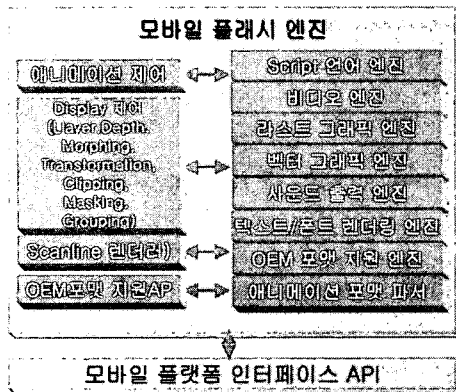 모바일 플래시 엔진
애니메이션 제어
Display 제어
(Layer Depth,
Morphing,
Transformation,
Clipping,
Masking,
Grouping)
Scanline 렌더러)
OEM포맷 지원AP
Script 언어 엔진
비디오 엔진
라스트 그래픽 엔진
벡터 그래픽 엔진
사운드 출력 엔진
텍스트/폰트 렌더링 엔진
OEM 포맷 지원 엔진
애니메이션 포맷 파서
모바일 플랫폼 인터페이스 API